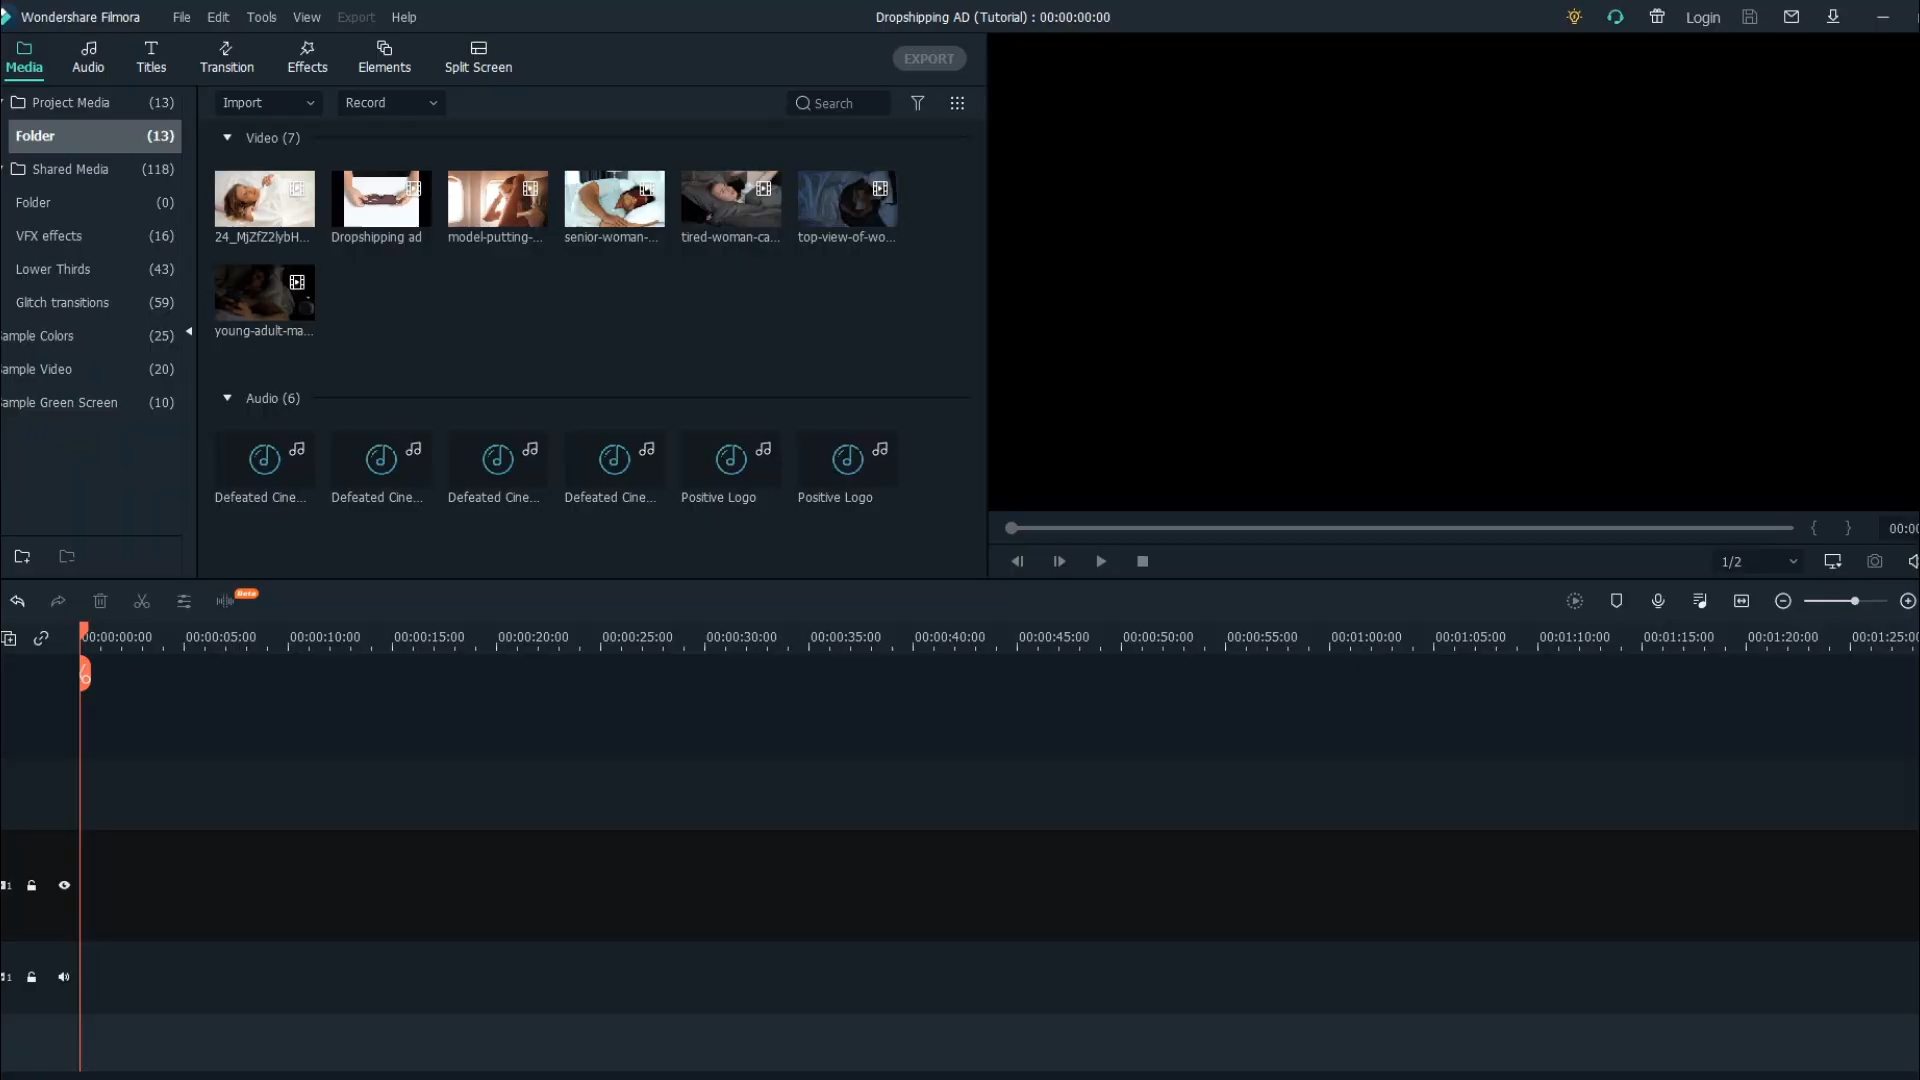 Wondershare Filmora File Edit Tools View Export Help Dropshipping AD (Tutorial) : 00:00:00:00 Login
Media Audio Titles Transition Effects Elements Split Screen EXPORT
Project Media (13) Import Record Search
Folder (13)
Video (7)
Shared Media (118)
Folder (0)
VFX effects (16)
Lower Thirds (43)
Glitch transitions (59)
ample Colors (25)
ample Video (20)
ample Green Screen (10)
24_MjZfZ2lybH... Dropshipping ad model-putting-... senior-woman-... tired-woman-ca... top-view-of-wo...
young-adult-ma...
Audio (6)
Defeated Cine... Defeated Cine... Defeated Cine... Defeated Cine... Positive Logo Positive Logo
{ } 00:00
1/2
Beta
00:00:00:00 00:00:05:00 00:00:10:00 00:00:15:00 00:00:20:00 00:00:25:00 00:00:30:00 00:00:35:00 00:00:40:00 00:00:45:00 00:00:50:00 00:00:55:00 00:01:00:00 00:01:05:00 00:01:10:00 00:01:15:00 00:01:20:00 00:01:25:00
1
1